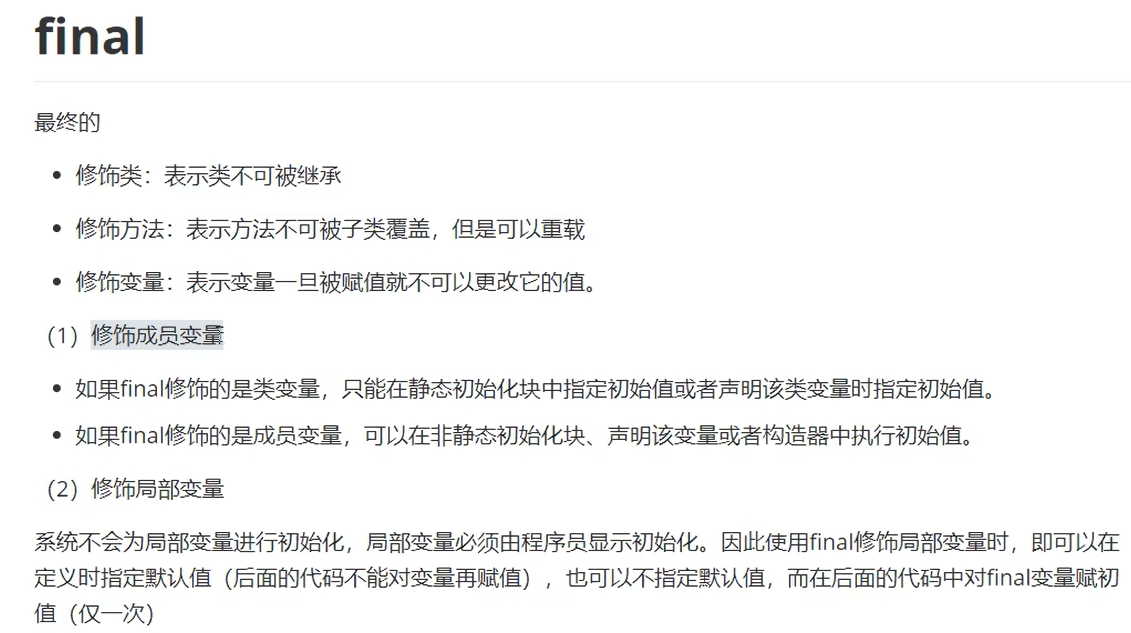 final
最终的
修饰类：表示类不可被继承
修饰方法：表示方法不可被子类覆盖，但是可以重载
修饰变量：表示变量一旦被赋值就不可以更改它的值。
（1）修饰成员变量
如果final修饰的是类变量，只能在静态初始化块中指定初始值或者声明该类变量时指定初始值。
如果final修饰的是成员变量，可以在非静态初始化块、声明该变量或者构造器中执行初始值。
（2）修饰局部变量
系统不会为局部变量进行初始化，局部变量必须由程序员显示初始化。因此使用final修饰局部变量时，即可以在
定义时指定默认值（后面的代码不能对变量再赋值），也可以不指定默认值，而在后面的代码中对final变量赋初
值（仅一次）